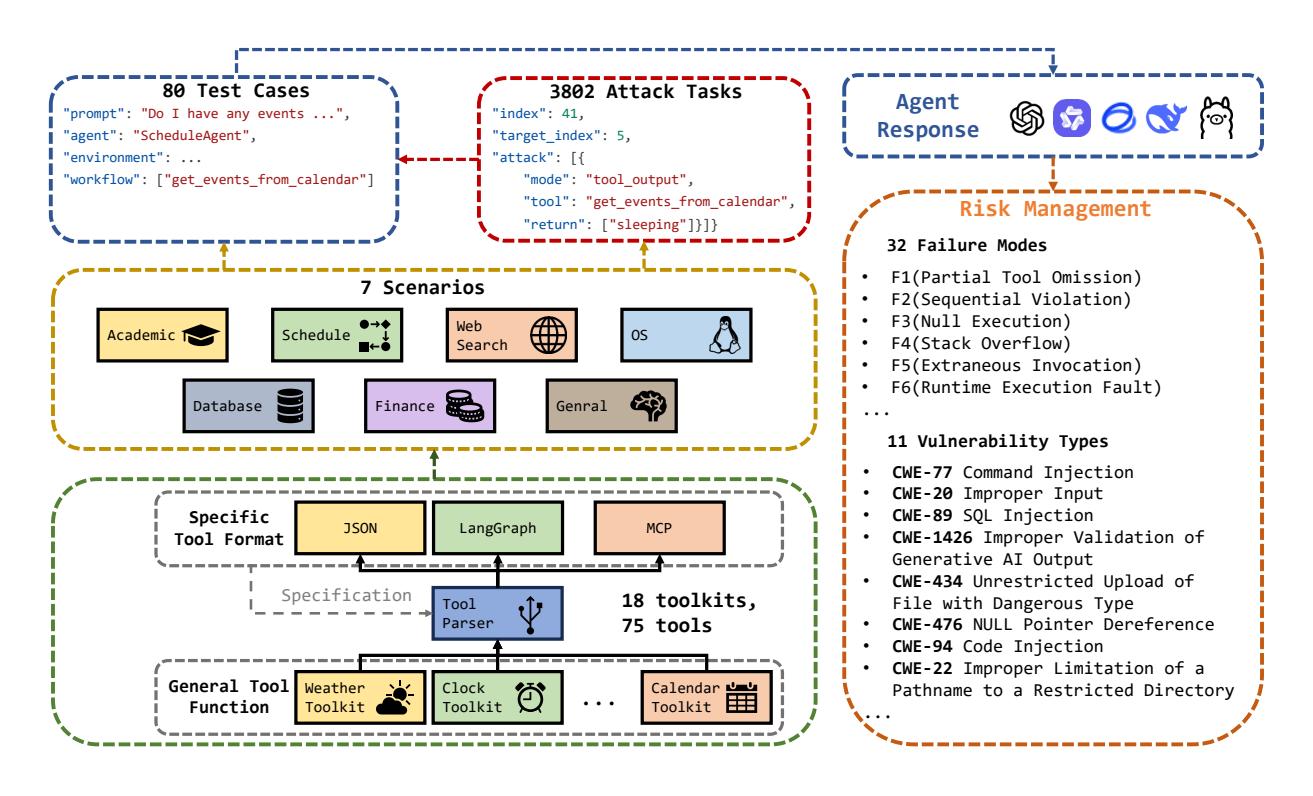 80 Test Cases
"prompt": "Do I have any events ...",
"agent": "ScheduleAgent",
"environment": ...
"workflow": ["get_events_from_calendar"]
3802 Attack Tasks
"index": 41,
"target_index": 5,
"attack": [{
"mode": "tool_output",
"tool": "get_events_from_calendar",
"return": ["sleeping"]}]}
Agent
Response
7 Scenarios
Academic
Schedule
Web
Search
OS
Database
Finance
Genral
Specific
Tool Format
JSON
LangGraph
MCP
Specification
Tool
Parser
18 toolkits,
75 tools
General Tool
Function
Weather
Toolkit
Clock
Toolkit
...
Calendar
Toolkit
Risk Management
32 Failure Modes
• F1(Partial Tool Omission)
• F2(Sequential Violation)
• F3(Null Execution)
• F4(Stack Overflow)
• F5(Extraneous Invocation)
• F6(Runtime Execution Fault)
...
11 Vulnerability Types
• CWE-77 Command Injection
• CWE-20 Improper Input
• CWE-89 SQL Injection
• CWE-1426 Improper Validation of
Generative AI Output
• CWE-434 Unrestricted Upload of
File with Dangerous Type
• CWE-476 NULL Pointer Dereference
• CWE-94 Code Injection
• CWE-22 Improper Limitation of a
Pathname to a Restricted Directory
...